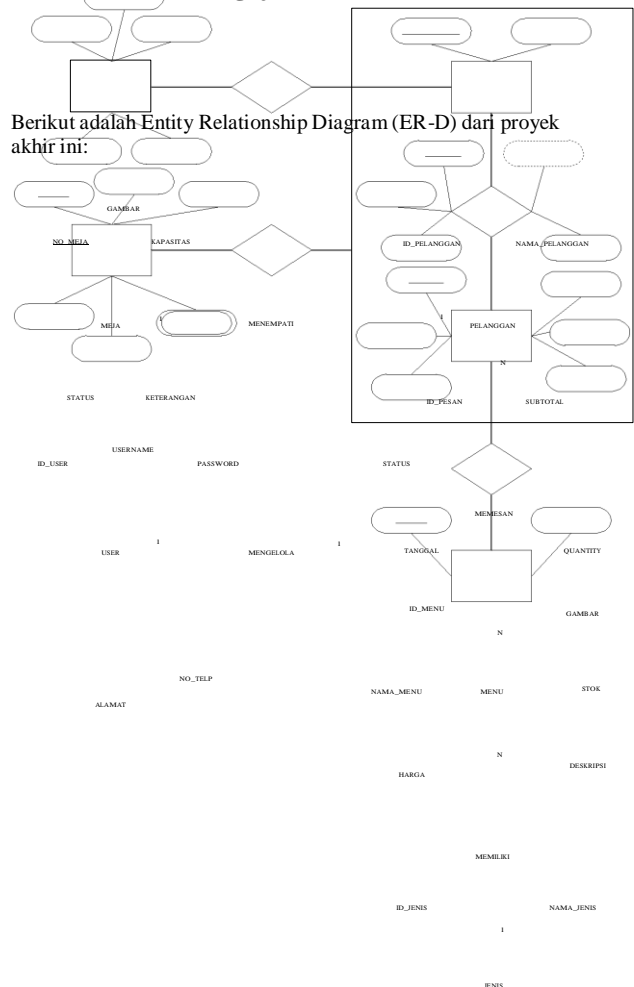 Berikut adalah Entity Relationship Diagram (ER-D) dari proyek
akhir ini:
GAMBAR
NO_MEJA KAPASITAS ID_PELANGGAN NAMA_PELANGGAN
MEJA 1 MENEMPATI 1 PELANGGAN
N
STATUS KETERANGAN ID_PESAN SUBTOTAL
USERNAME
ID_USER PASSWORD STATUS
MEMESAN
USER 1 MENGELOLA 1 TANGGAL QUANTITY
ID_MENU GAMBAR
N
NO_TELP
NAMA_MENU MENU STOK
ALAMAT
N
HARGA DESKRIPSI
MEMILIKI
ID_JENIS NAMA_JENIS
1
JENIS